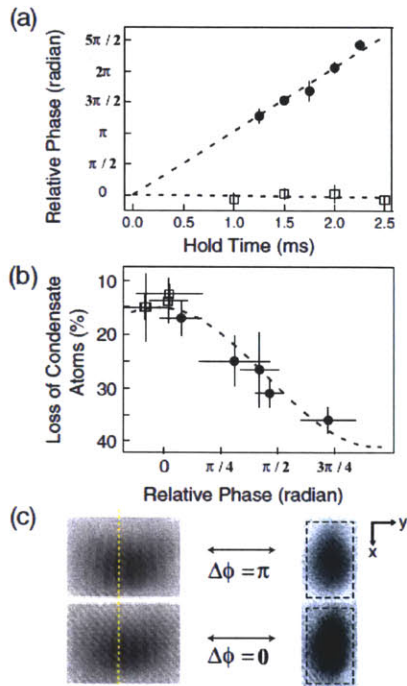 (a)
Relative Phase (radian)
5π/2
2π
3π/2
π
π/2
0
0.0 0.5 1.0 1.5 2.0 2.5
Hold Time (ms)
(b)
Loss of Condensate
Atoms (%)
10
20
30
40
0 π/4 π/2 3π/4
Relative Phase (radian)
(c)
y
x
Δϕ = π
Δϕ = 0